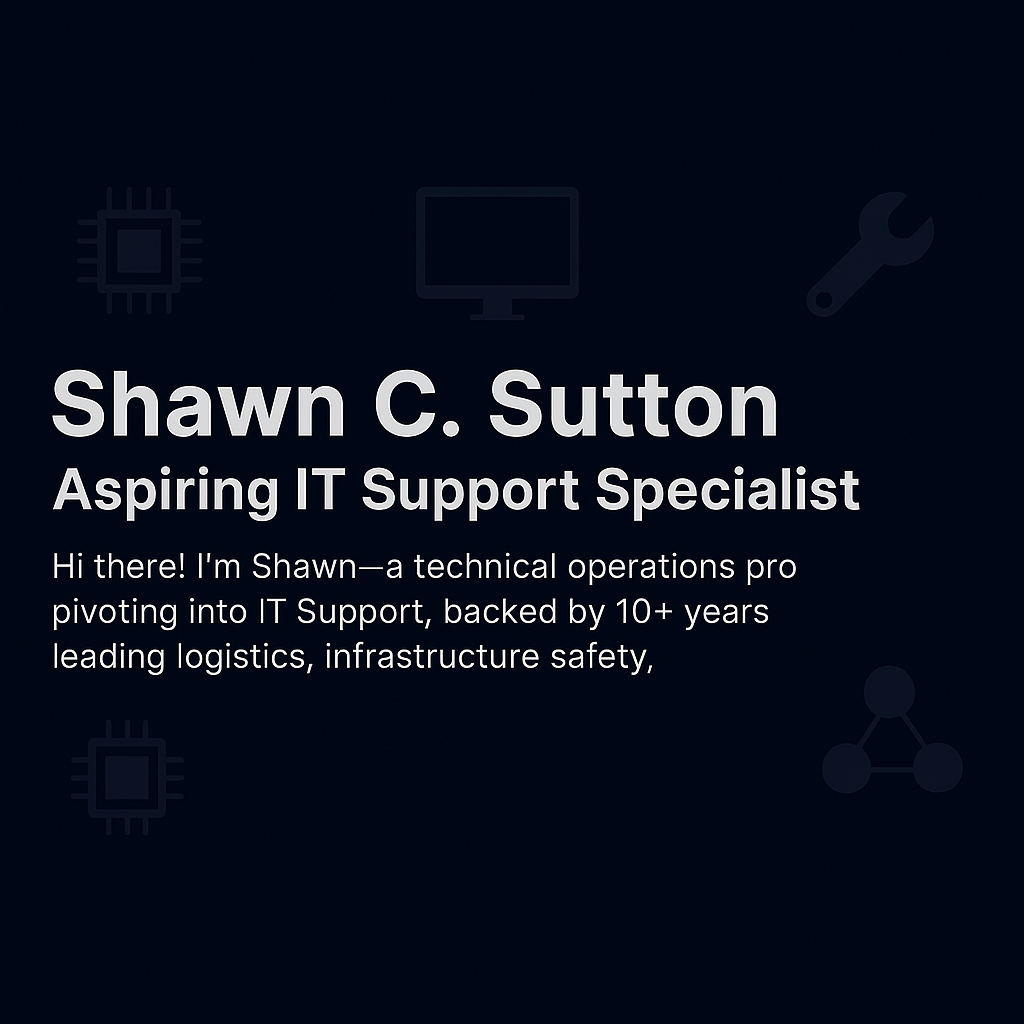 Shawn C. Sutton
Aspiring IT Support Specialist
Hi there! I'm Shawn—a technical operations pro
pivoting into IT Support, backed by 10+ years
leading logistics, infrastructure safety,